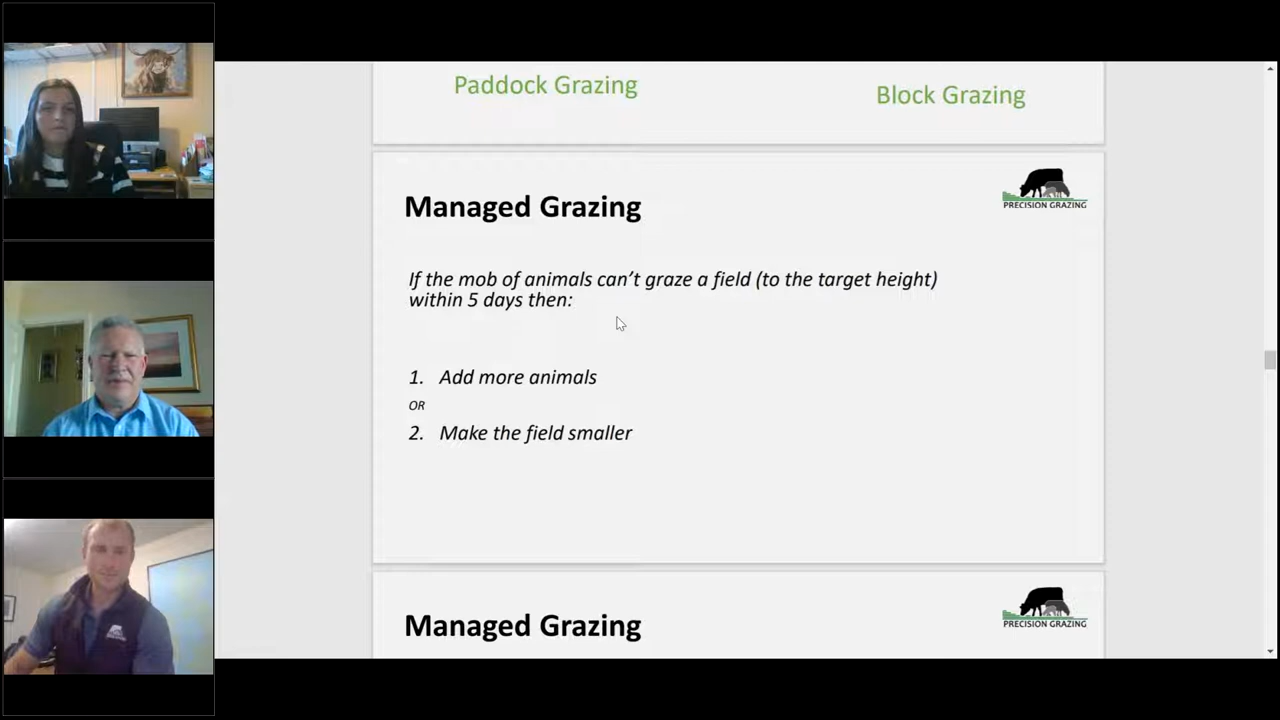 Paddock Grazing
Block Grazing
Managed Grazing
PRECISION GRAZING
If the mob of animals can't graze a field (to the target height)
within 5 days then:
1. Add more animals
OR
2. Make the field smaller
Managed Grazing
PRECISION GRAZING